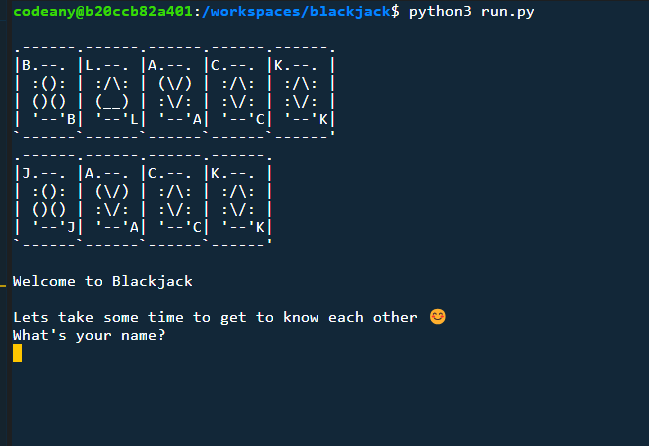 codeany@b20ccb82a401:/workspaces/blackjack$ python3 run.py
.------.------.------.------.------.
|B.--. |L.--. |A.--. |C.--. |K.--. |
| :(): | :/\: | (\/) | :/\: | :/\: |
| ()() | (__) | :\/: | :\/: | :\/: |
| '--'B| '--'L| '--'A| '--'C| '--'K|
`------`------`------`------`------'
.------.------.------.------.
|J.--. |A.--. |C.--. |K.--. |
| :(): | (\/) | :/\: | :/\: |
| ()() | :\/: | :\/: | :\/: |
| '--'J| '--'A| '--'C| '--'K|
`------`------`------`------'
Welcome to Blackjack
Lets take some time to get to know each other 😊
What's your name?